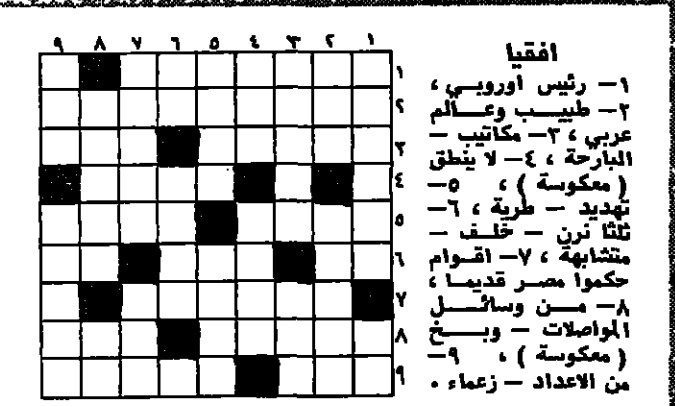 افقيا
١— رئيس اوروبي ،
٢— طبيب وعالم
عربي ، ٣— مكاتيب —
البارحة ، ٤— لا ينطق
( معكوسة ) ، ٥—
تهديد — طرية ، ٦—
ثلثا نرن — خلف —
متشابهة ، ٧— اقوام
حكموا مصر قديما ،
٨— من وسائل
المواصلات — وبخ
( معكوسة ) ، ٩—
من الاعداد — زعماء .
٩ ٨ ٧ ٦ ٥ ٤ ٣ ٢ ١
١
٢
٣
٤
٥
٦
٧
٨
٩